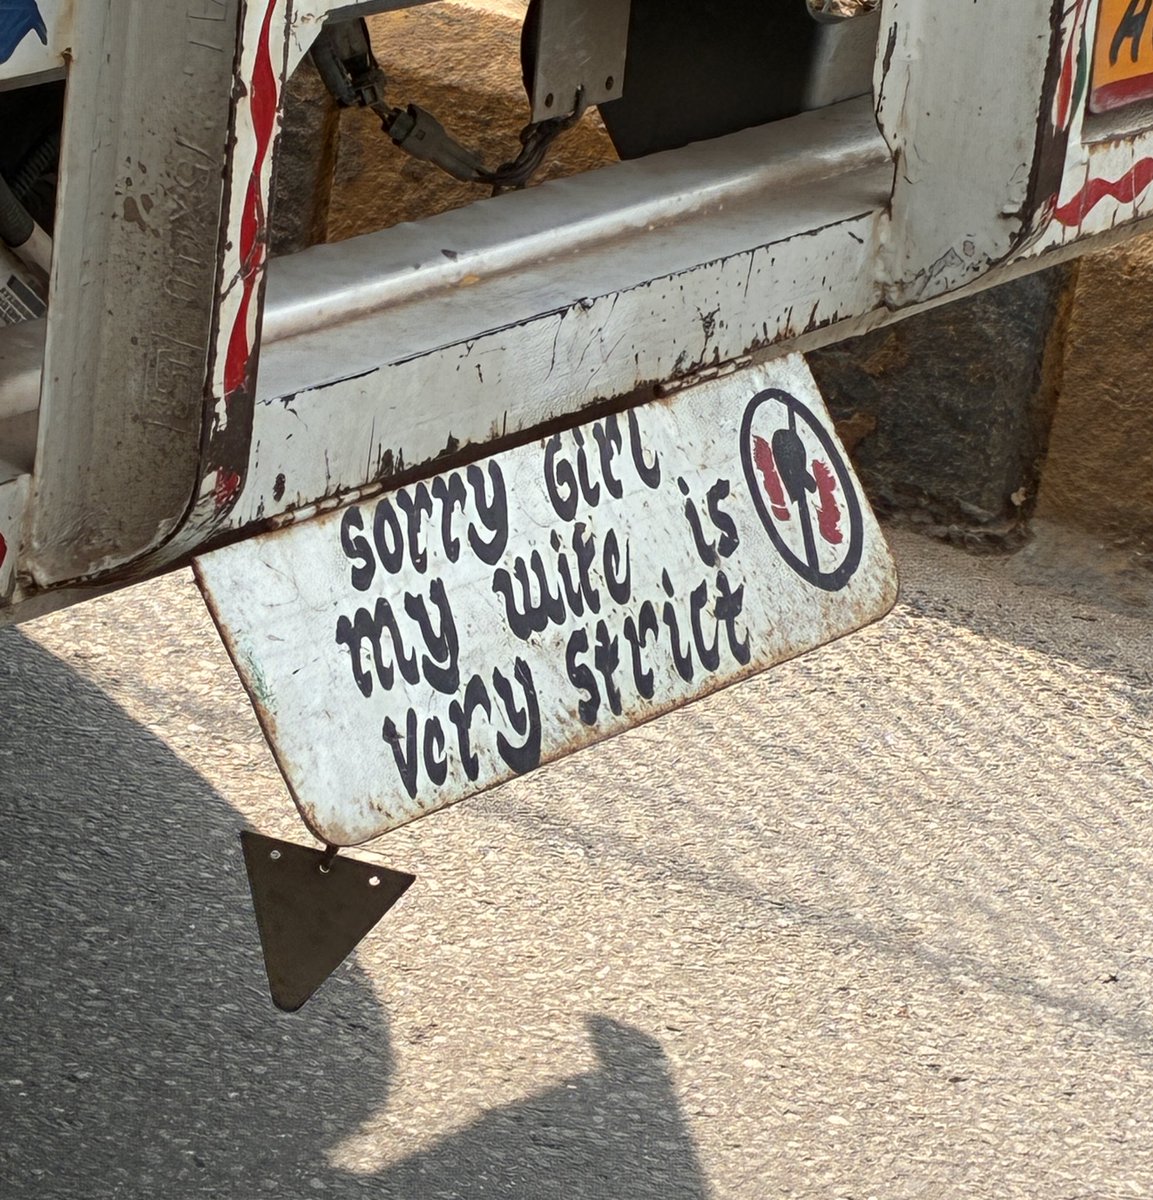 sorry Girl
my wife is
very strict